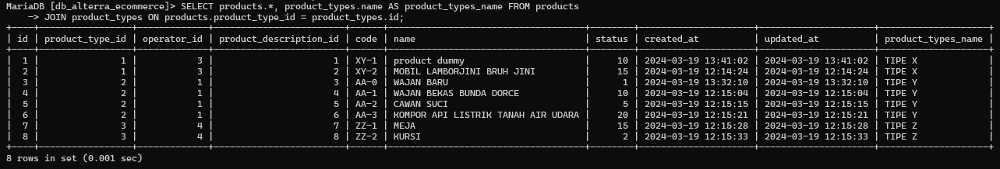 MariaDB [db_alterra_ecommerce]> SELECT products.*, product_types.name AS product_types_name FROM products
    -> JOIN product_types ON products.product_type_id = product_types.id;
+----+-----------------+-------------+------------------------+------+----------------------------------+--------+---------------------+---------------------+--------------------+
| id | product_type_id | operator_id | product_description_id | code | name                             | status | created_at          | updated_at          | product_types_name |
+----+-----------------+-------------+------------------------+------+----------------------------------+--------+---------------------+---------------------+--------------------+
|  1 |               1 |           3 |                      1 | XY-1 | product dummy                    |     10 | 2024-03-19 13:41:02 | 2024-03-19 13:41:02 | TIPE X             |
|  2 |               1 |           3 |                      2 | XY-2 | MOBIL LAMBORJINI BRUH JINI       |     15 | 2024-03-19 12:14:24 | 2024-03-19 12:14:24 | TIPE X             |
|  3 |               2 |           1 |                      3 | AA-0 | WAJAN BARU                       |      1 | 2024-03-19 13:32:10 | 2024-03-19 13:32:10 | TIPE Y             |
|  4 |               2 |           1 |                      4 | AA-1 | WAJAN BEKAS BUNDA DORCE          |     10 | 2024-03-19 12:15:04 | 2024-03-19 12:15:04 | TIPE Y             |
|  5 |               2 |           1 |                      5 | AA-2 | CAWAN SUCI                       |      5 | 2024-03-19 12:15:15 | 2024-03-19 12:15:15 | TIPE Y             |
|  6 |               2 |           1 |                      6 | AA-3 | KOMPOR API LISTRIK TANAH AIR UDARA |     20 | 2024-03-19 12:15:21 | 2024-03-19 12:15:21 | TIPE Y             |
|  7 |               3 |           4 |                      7 | ZZ-1 | MEJA                             |     15 | 2024-03-19 12:15:28 | 2024-03-19 12:15:28 | TIPE Z             |
|  8 |               3 |           4 |                      8 | ZZ-2 | KURSI                            |      2 | 2024-03-19 12:15:33 | 2024-03-19 12:15:33 | TIPE Z             |
+----+-----------------+-------------+------------------------+------+----------------------------------+--------+---------------------+---------------------+--------------------+
8 rows in set (0.001 sec)